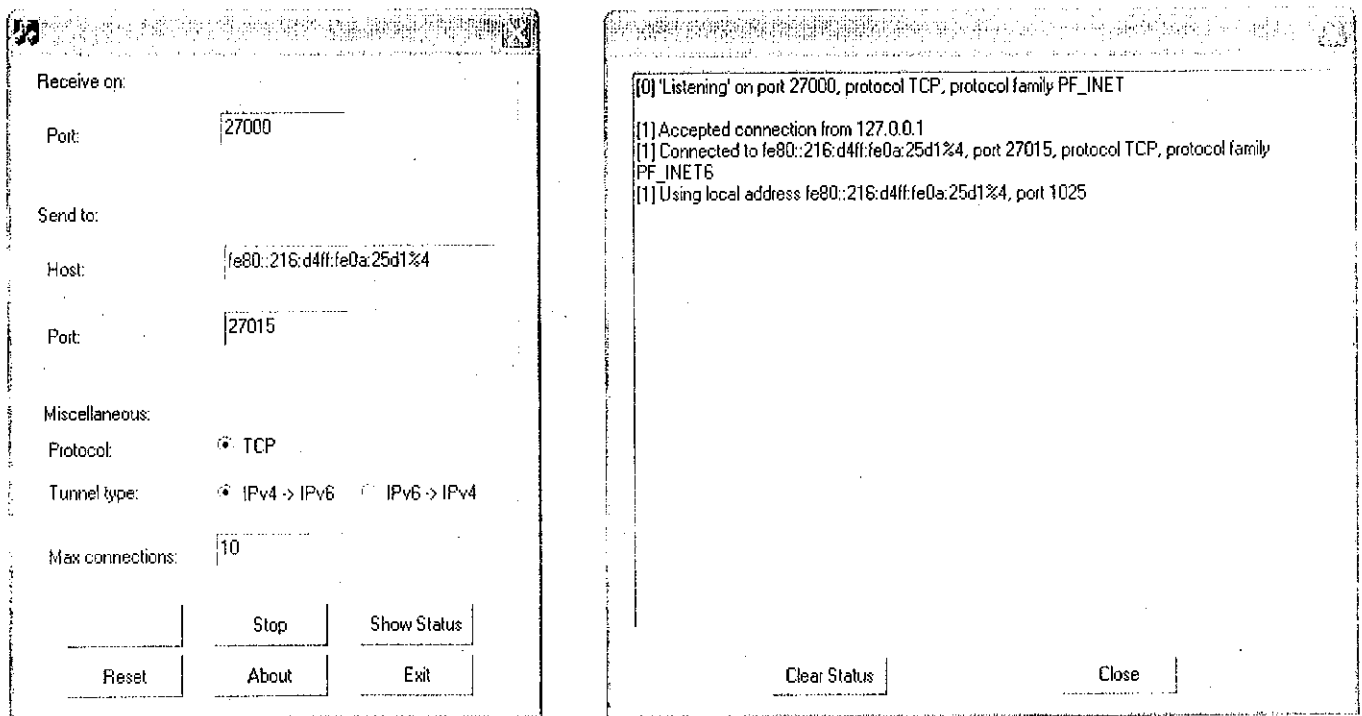 Receive on:
Port:
27000
Send to:
Host:
fe80::216:d4ff:fe0a:25d1%4
Port:
27015
Miscellaneous:
Protocol:
TCP
Tunnel type:
IPv4 -> IPv6
IPv6 -> IPv4
Max connections:
10
Stop
Show Status
Reset
About
Exit
[0] 'Listening' on port 27000, protocol TCP, protocol family PF_INET
[1] Accepted connection from 127.0.0.1
[1] Connected to fe80::216:d4ff:fe0a:25d1%4, port 27015, protocol TCP, protocol family
PF_INET6
[1] Using local address fe80::216:d4ff:fe0a:25d1%4, port 1025
Clear Status
Close